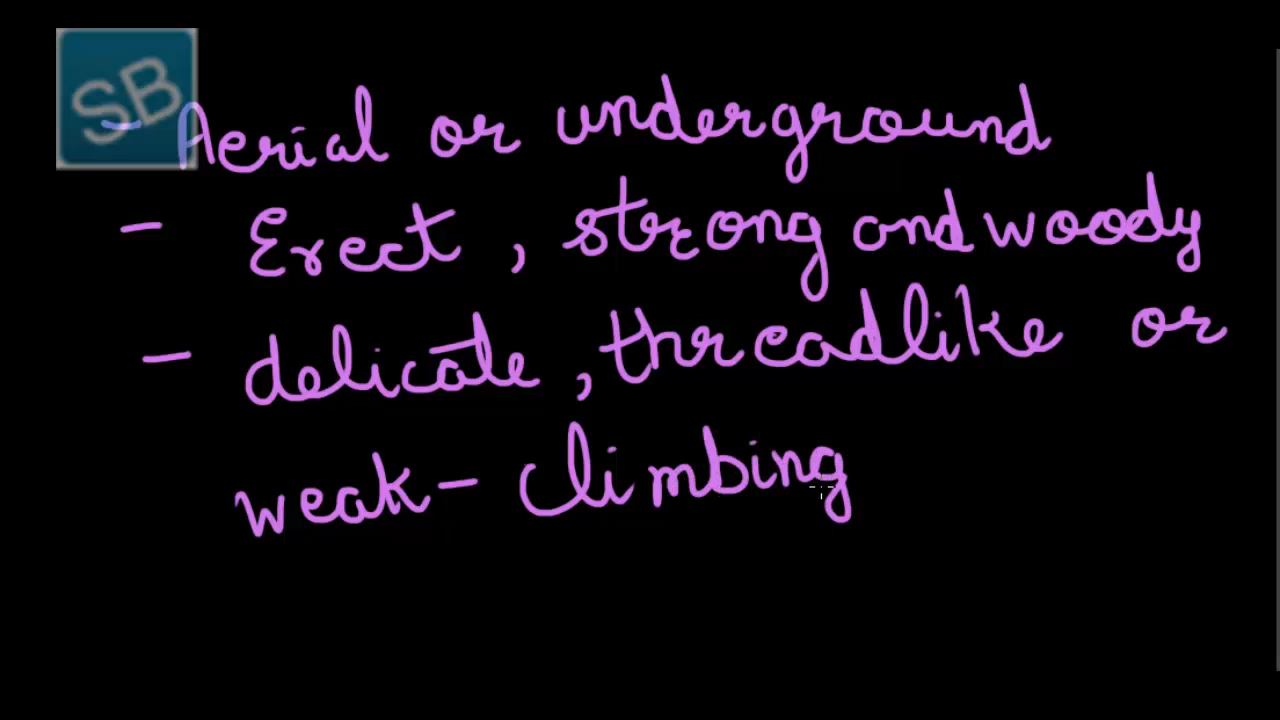 SB
- Aerial or underground
- Erect, strong and woody
- delicate, threadlike or
weak - climbing